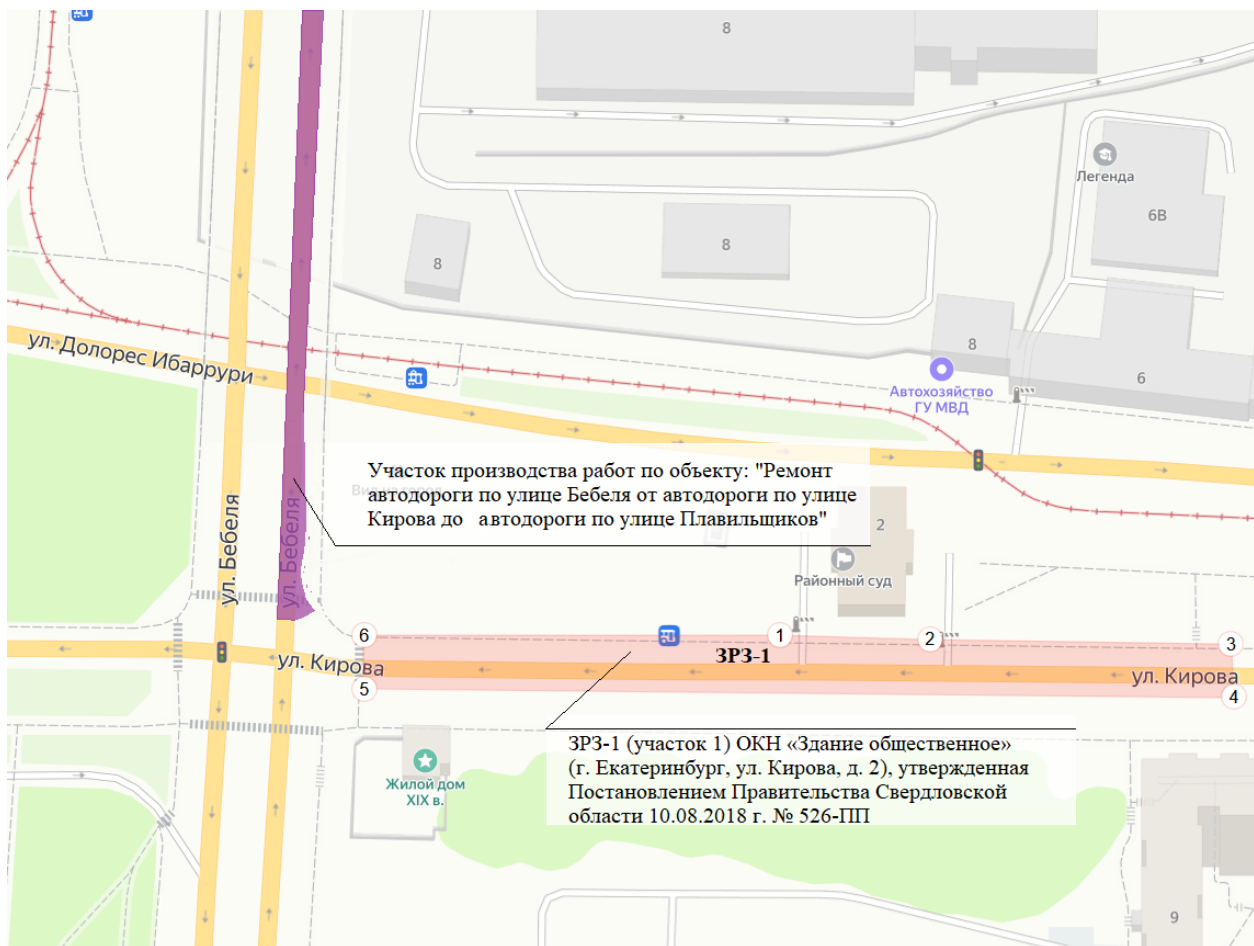 8
Легенда
6В
8
8
8
6
Автохозяйство
ГУ МВД
ул. Долорес Ибаррури
Участок производства работ по объекту: "Ремонт
автодороги по улице Бебеля от автодороги по улице
Кирова до автодороги по улице Плавильщиков"
Вид на город
2
ул. Бебеля
ул. Бебеля
Районный суд
6
1
2
3
ЗРЗ-1
ул. Кирова
ул. Кирова
5
4
ЗРЗ-1 (участок 1) ОКН «Здание общественное»
(г. Екатеринбург, ул. Кирова, д. 2), утвержденная
Постановлением Правительства Свердловской
области 10.08.2018 г. № 526-ПП
Жилой дом
XIX в.
9